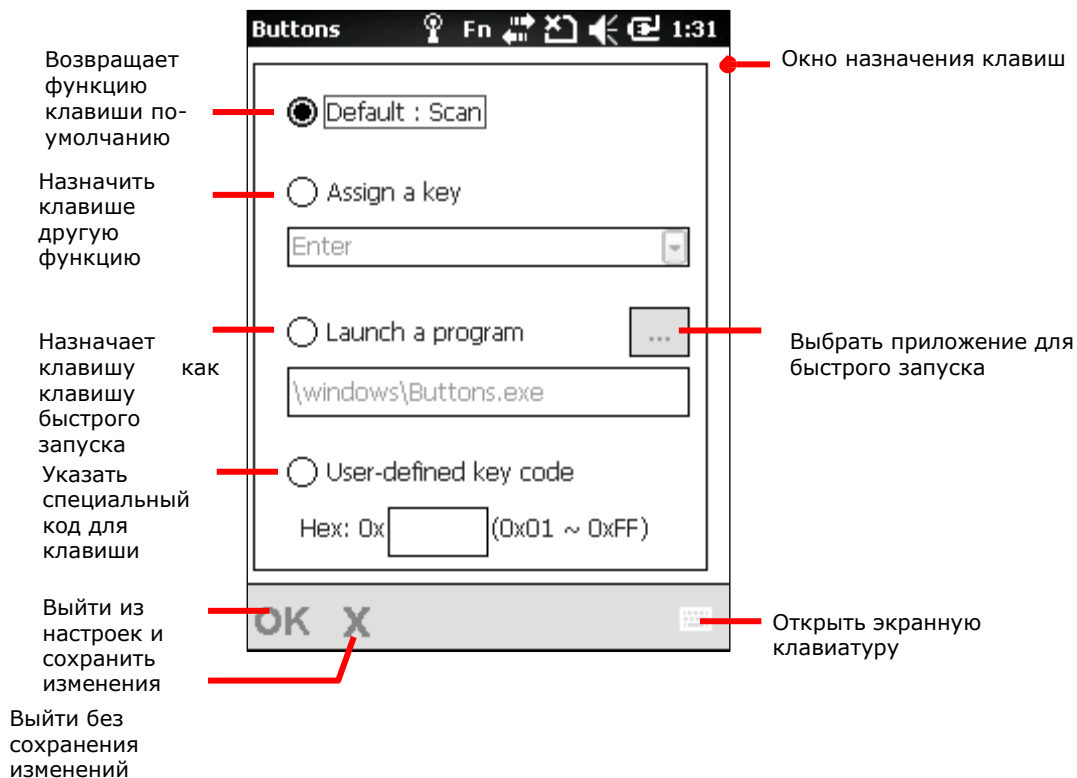 Buttons Fn 1:31
Возвращает
функцию
клавиши по-
умолчанию
Default : Scan
Окно назначения клавиш
Назначить
клавише
другую
функцию
Assign a key
Enter
Назначает
клавишу как
клавишу
быстрого
запуска
Launch a program
...
\windows\Buttons.exe
Выбрать приложение для
быстрого запуска
Указать
специальный
код для
клавиши
User-defined key code
Hex: 0x (0x01 ~ 0xFF)
Выйти из
настроек и
сохранить
изменения
OK X
Открыть экранную
клавиатуру
Выйти без
сохранения
изменений